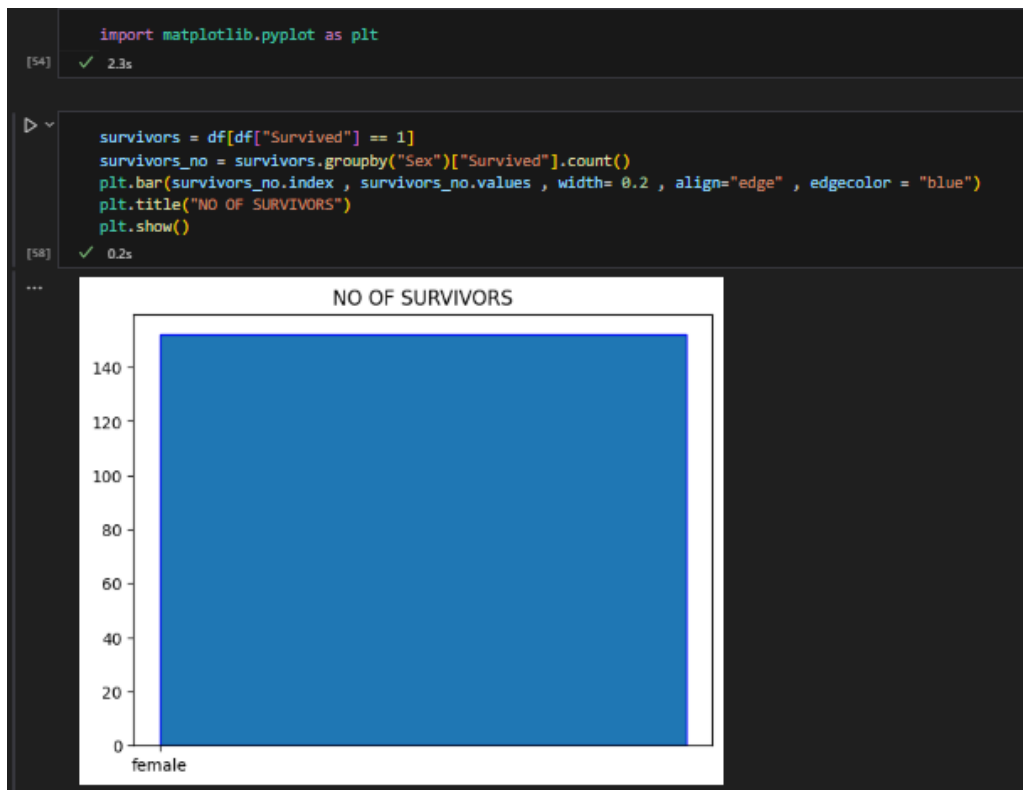 import matplotlib.pyplot as plt
[54] ✓ 2.3s
survivors = df[df["Survived"] == 1]
survivors_no = survivors.groupby("Sex")["Survived"].count()
plt.bar(survivors_no.index , survivors_no.values , width= 0.2 , align="edge" , edgecolor = "blue")
plt.title("NO OF SURVIVORS")
plt.show()
[58] ✓ 0.2s
...
NO OF SURVIVORS
140
120
100
80
60
40
20
0
female